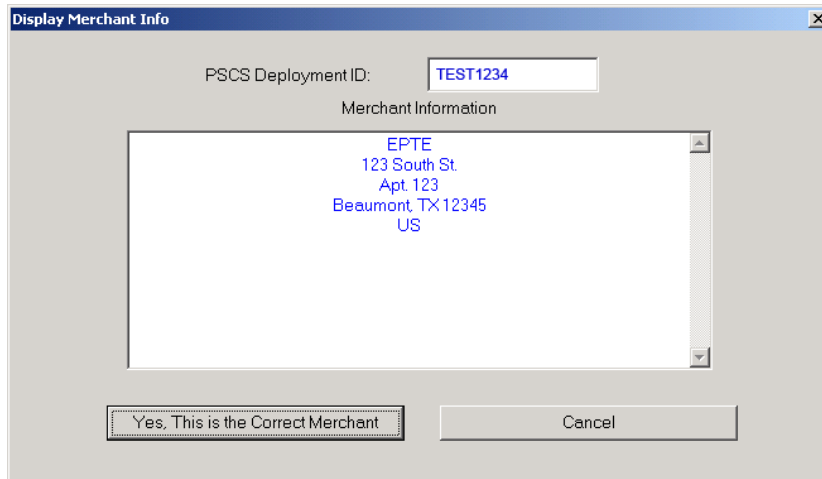 Display Merchant Info
PSCS Deployment ID: TEST1234
Merchant Information
EPTE
123 South St.
Apt. 123
Beaumont, TX 12345
US
Yes, This is the Correct Merchant Cancel